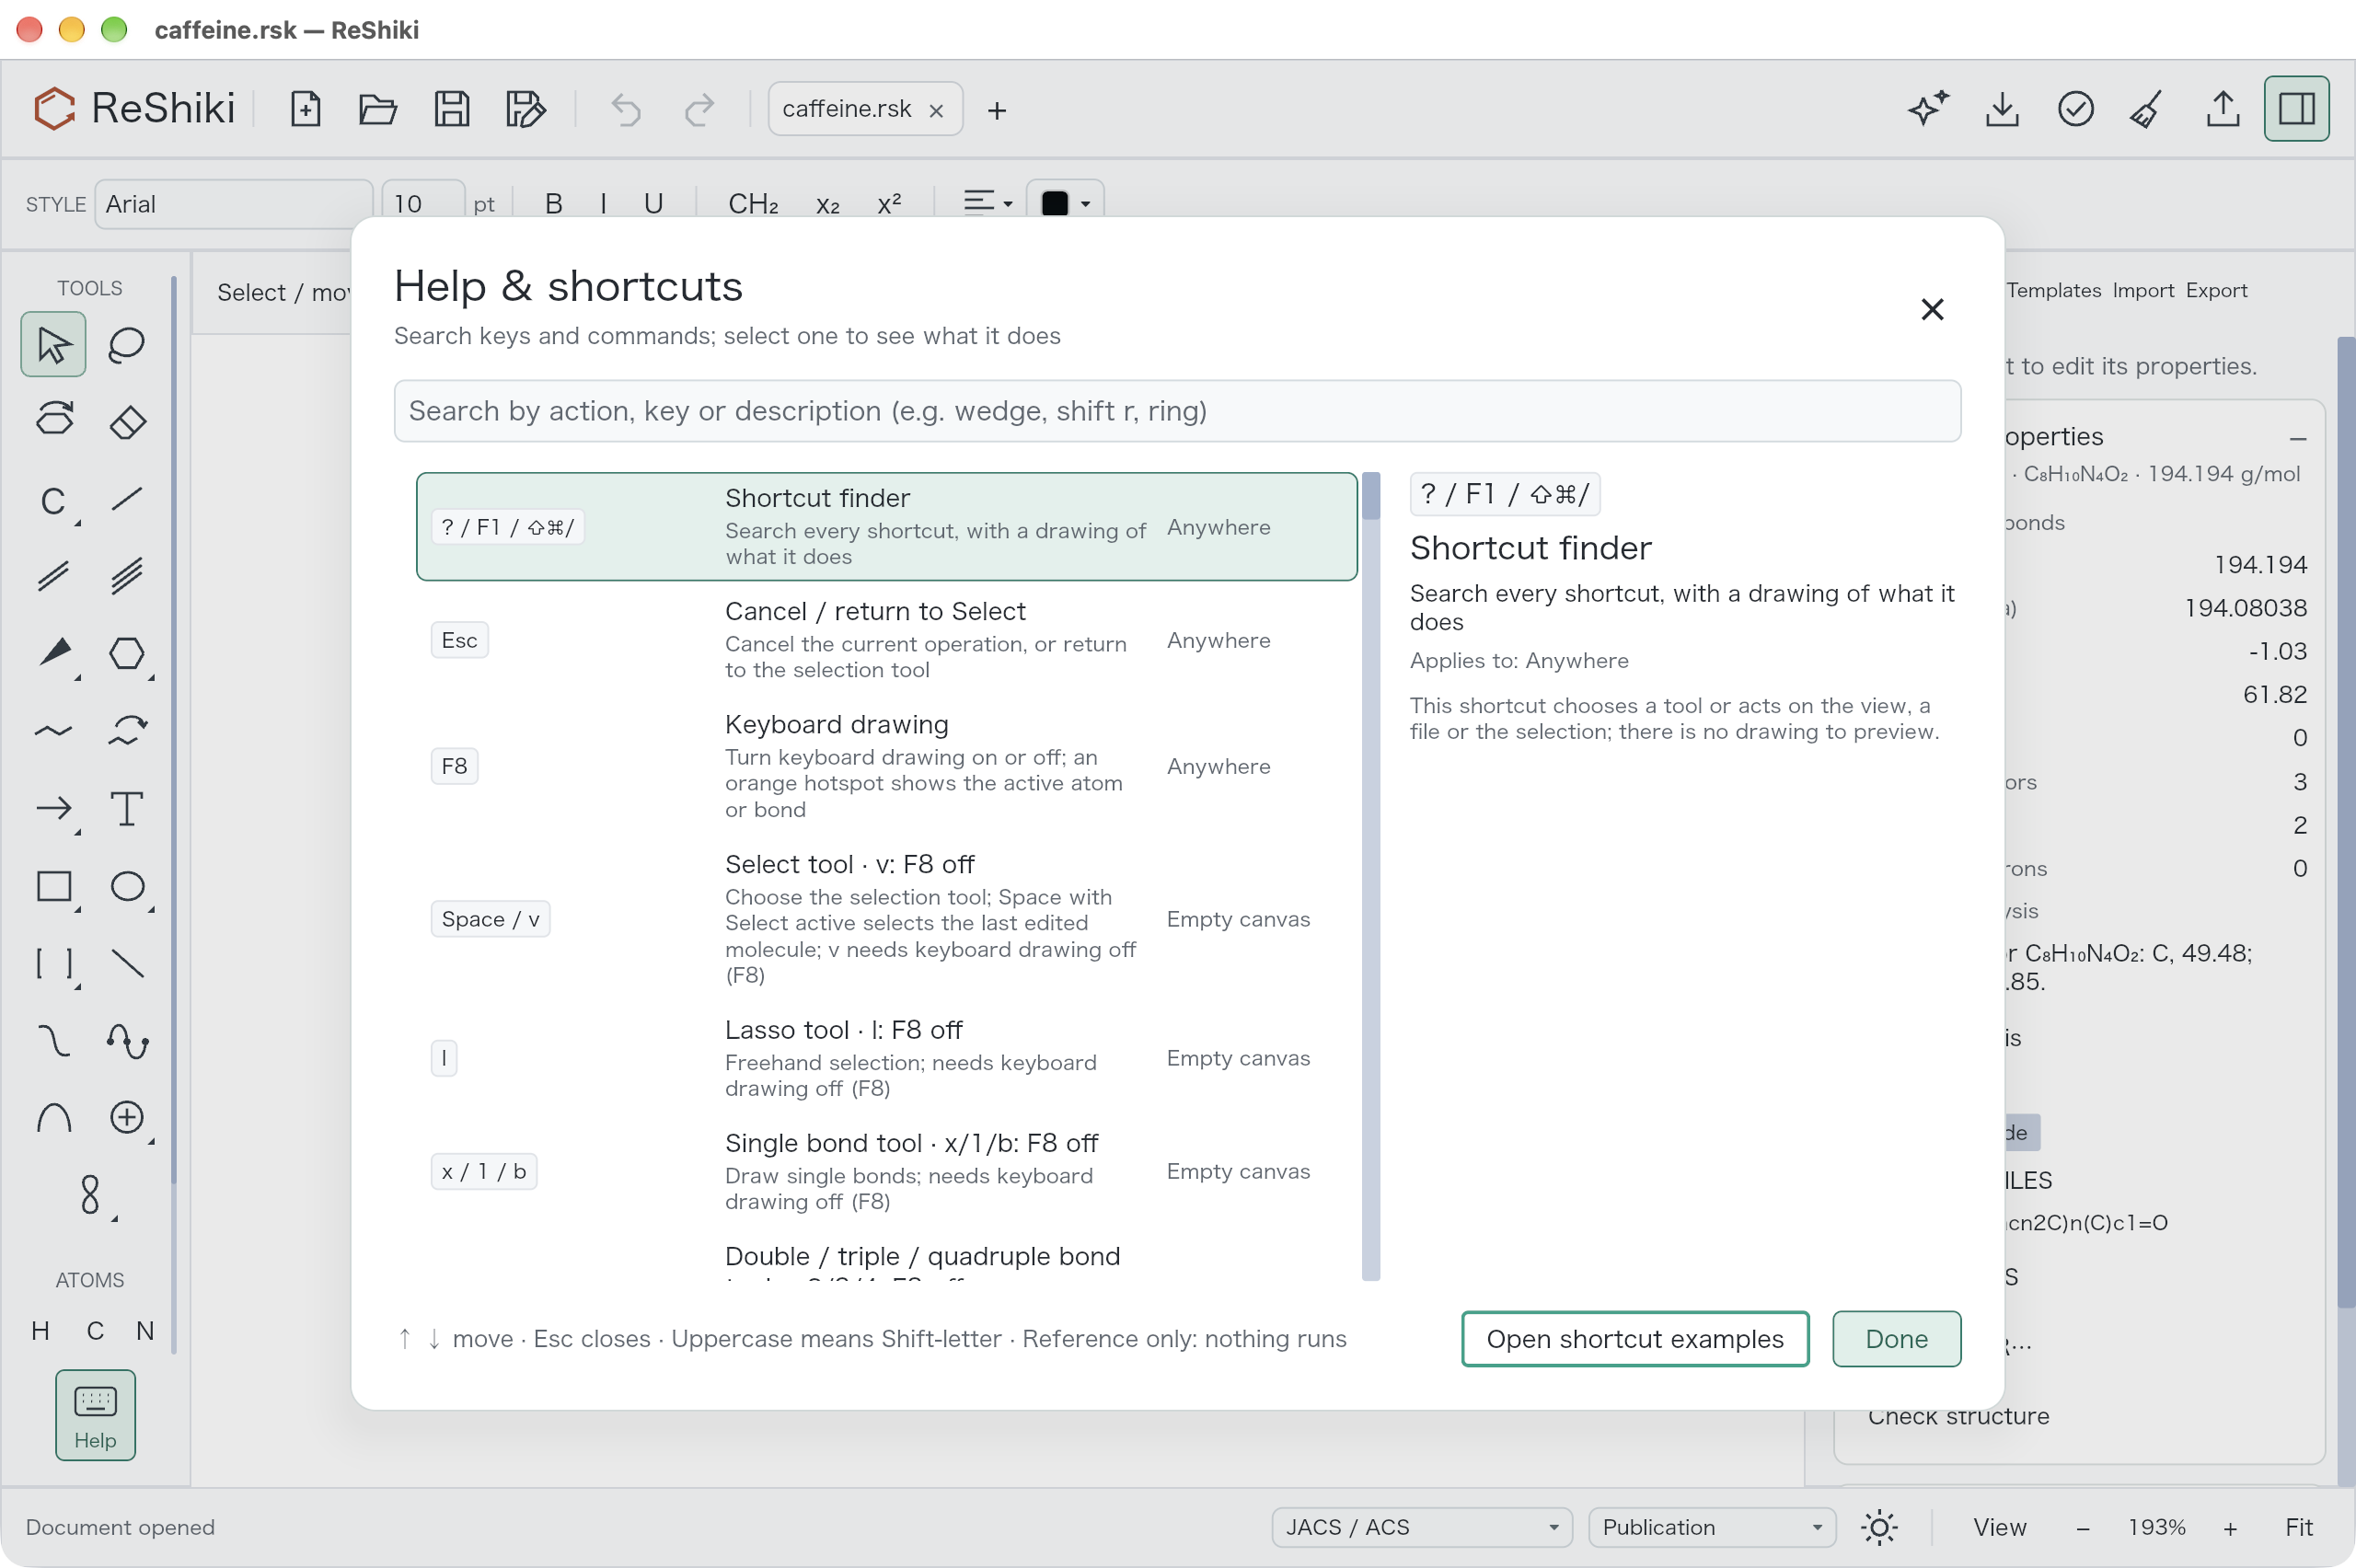 caffeine.rsk — ReShiki
ReShiki
caffeine.rsk ×
+
STYLE Arial 10 pt B I U CH₂ x₂ x²
TOOLS
Select / mo
Templates Import Export
Help & shortcuts
Search keys and commands; select one to see what it does
Search by action, key or description (e.g. wedge, shift r, ring)
? / F1 / ⇧⌘/
Shortcut finder
Search every shortcut, with a drawing of
what it does
Anywhere
Esc
Cancel / return to Select
Cancel the current operation, or return
to the selection tool
Anywhere
F8
Keyboard drawing
Turn keyboard drawing on or off; an
orange hotspot shows the active atom
or bond
Anywhere
Space / v
Select tool · v: F8 off
Choose the selection tool; Space with
Select active selects the last edited
molecule; v needs keyboard drawing off
(F8)
Empty canvas
l
Lasso tool · l: F8 off
Freehand selection; needs keyboard
drawing off (F8)
Empty canvas
x / 1 / b
Single bond tool · x/1/b: F8 off
Draw single bonds; needs keyboard
drawing off (F8)
Empty canvas
Double / triple / quadruple bond
? / F1 / ⇧⌘/
Shortcut finder
Search every shortcut, with a drawing of what it
does
Applies to: Anywhere
This shortcut chooses a tool or acts on the view, a
file or the selection; there is no drawing to preview.
↑ ↓ move · Esc closes · Uppercase means Shift-letter · Reference only: nothing runs
Open shortcut examples
Done
t to edit its properties.
operties –
· C₈H₁₀N₄O₂ · 194.194 g/mol
bonds
194.194
194.08038
-1.03
61.82
0
ors 3
2
rons 0
ysis
r C₈H₁₀N₄O₂: C, 49.48;
.85.
is
de
ILES
cn2C)n(C)c1=O
S
Check structure
C
T
[ ]
ATOMS
H C N
Help
Document opened
JACS / ACS
Publication
View – 193% + Fit